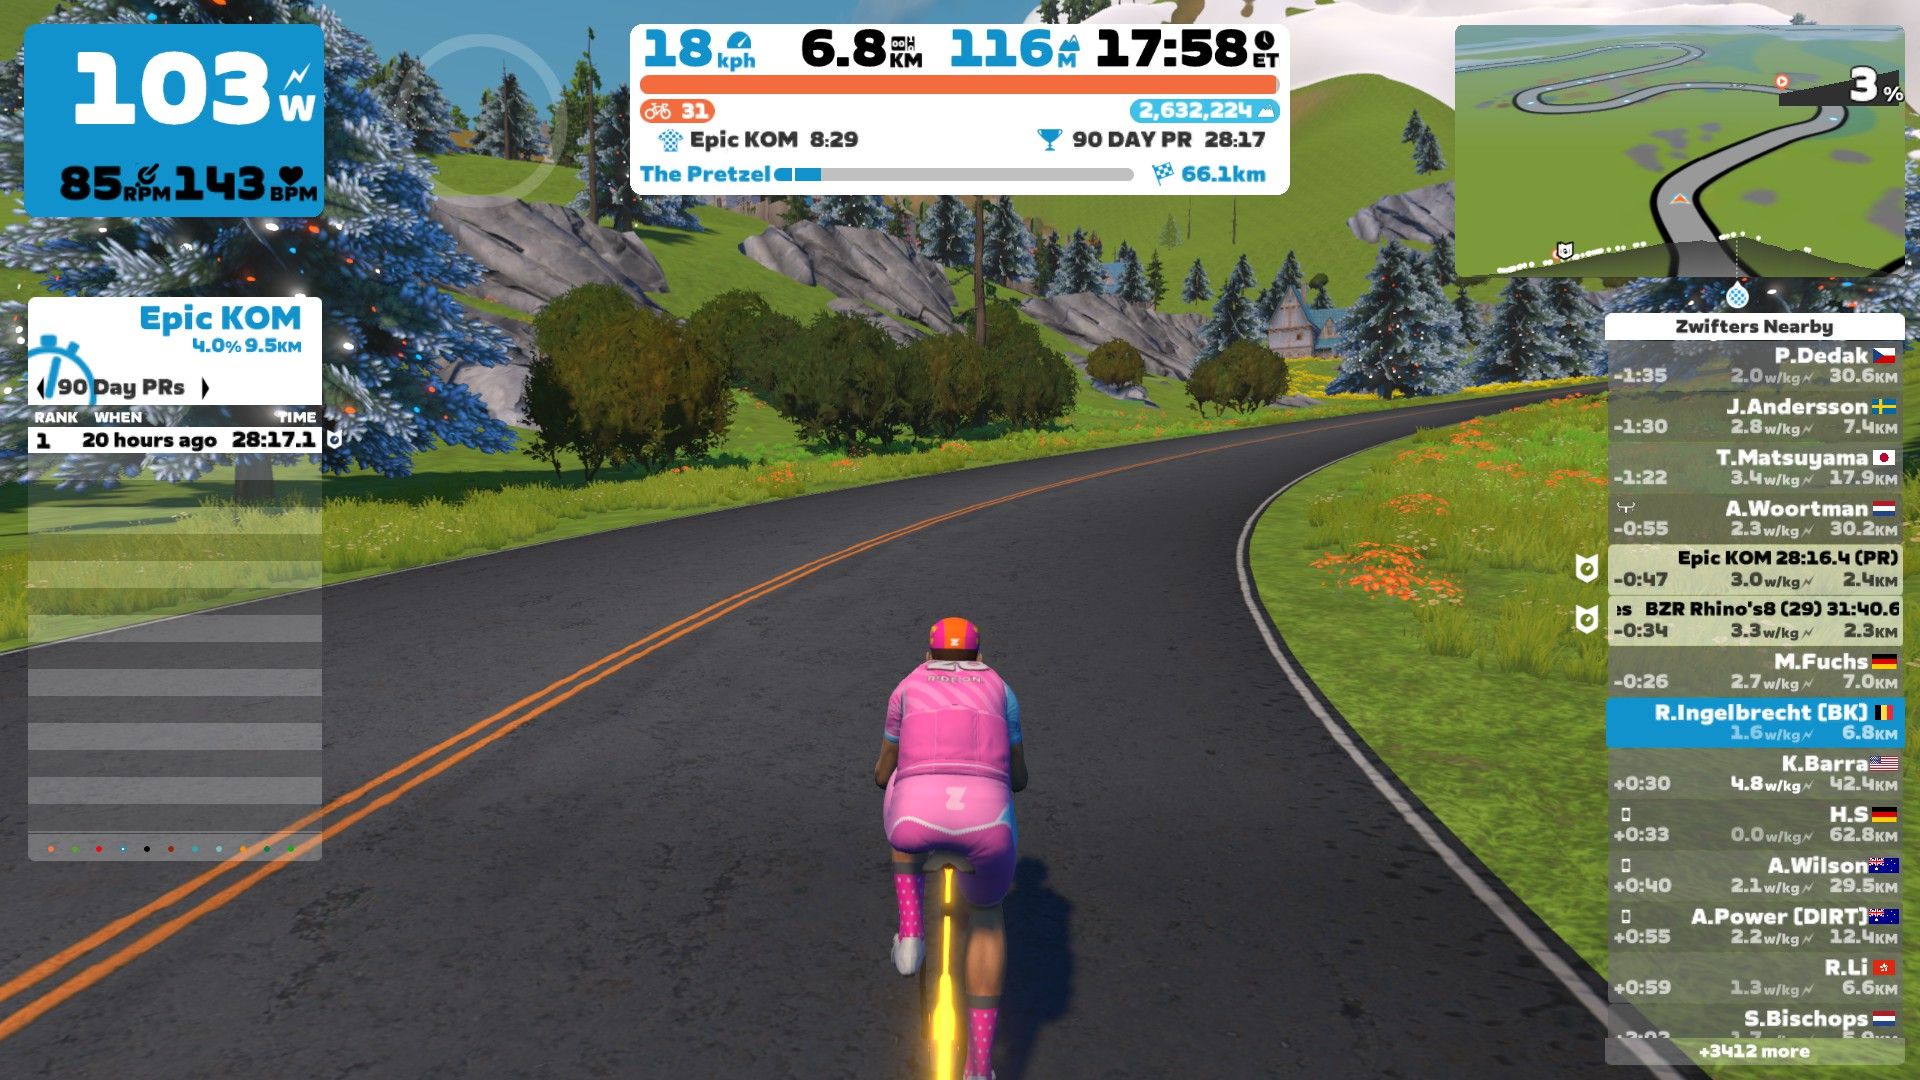 103 W
85 RPM 143 BPM
18 kph 6.8 KM 116 M 17:58 ET
31 2,632,224
Epic KOM 8:29 90 DAY PR 28:17
The Pretzel 66.1km
3%
Epic KOM
4.0% 9.5KM
90 Day PRs
RANK WHEN TIME
1 20 hours ago 28:17.1
Zwifters Nearby
P.Dedak
-1:35 2.0w/kg 30.6KM
J.Andersson
-1:30 2.8w/kg 7.4KM
T.Matsuyama
-1:22 3.4w/kg 17.9KM
A.Woortman
-0:55 2.3w/kg 30.2KM
Epic KOM 28:16.4 (PR)
-0:47 3.0w/kg 2.4KM
es BZR Rhino's8 (29) 31:40.6
-0:34 3.3w/kg 2.3KM
M.Fuchs
-0:26 2.7w/kg 7.0KM
R.Ingelbrecht (BK)
1.6w/kg 6.8KM
K.Barra
+0:30 4.8w/kg 42.4KM
H.S
+0:33 0.0w/kg 62.8KM
A.Wilson
+0:40 2.1w/kg 29.5KM
A.Power (DIRT)
+0:55 2.2w/kg 12.4KM
R.Li
+0:59 1.3w/kg 6.6KM
S.Bischops
+3412 more
RIDE ON
Z